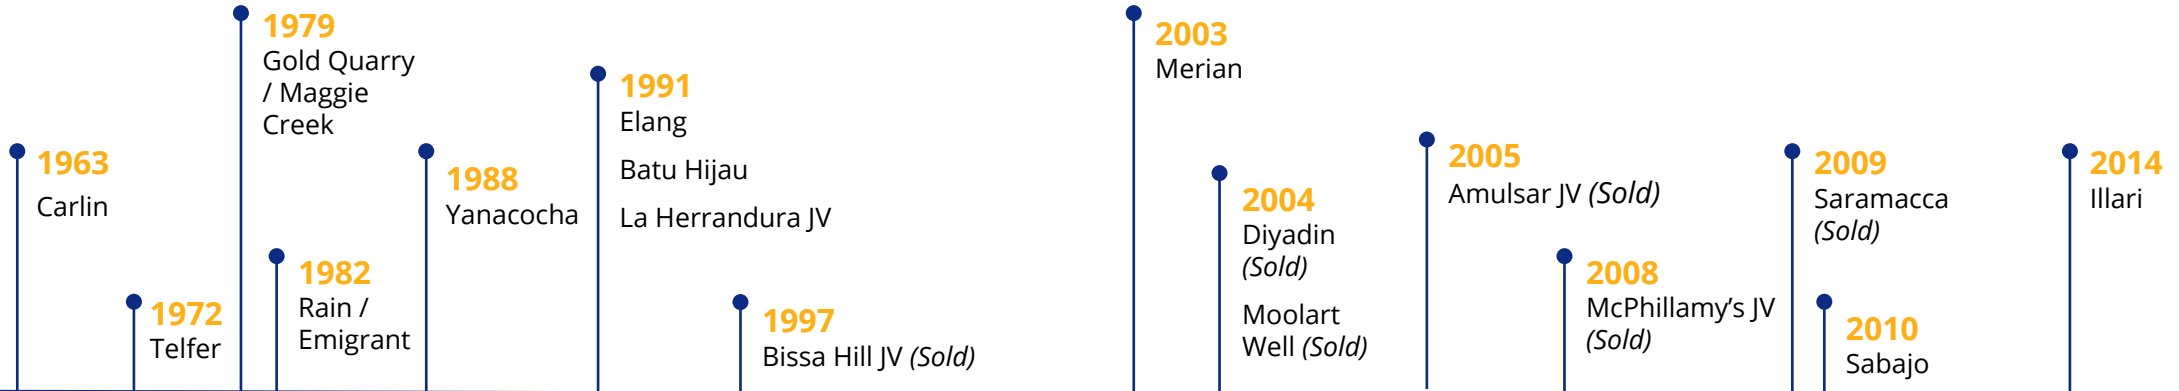 1963
Carlin
1972
Telfer
1979
Gold Quarry
/ Maggie
Creek
1982
Rain /
Emigrant
1988
Yanacocha
1991
Elang
Batu Hijau
La Herrandura JV
1997
Bissa Hill JV (Sold)
2003
Merian
2004
Diyadin
(Sold)
Moolart
Well (Sold)
2005
Amulsar JV (Sold)
2008
McPhillamy’s JV
(Sold)
2009
Saramacca
(Sold)
2010
Sabajo
2014
Illari